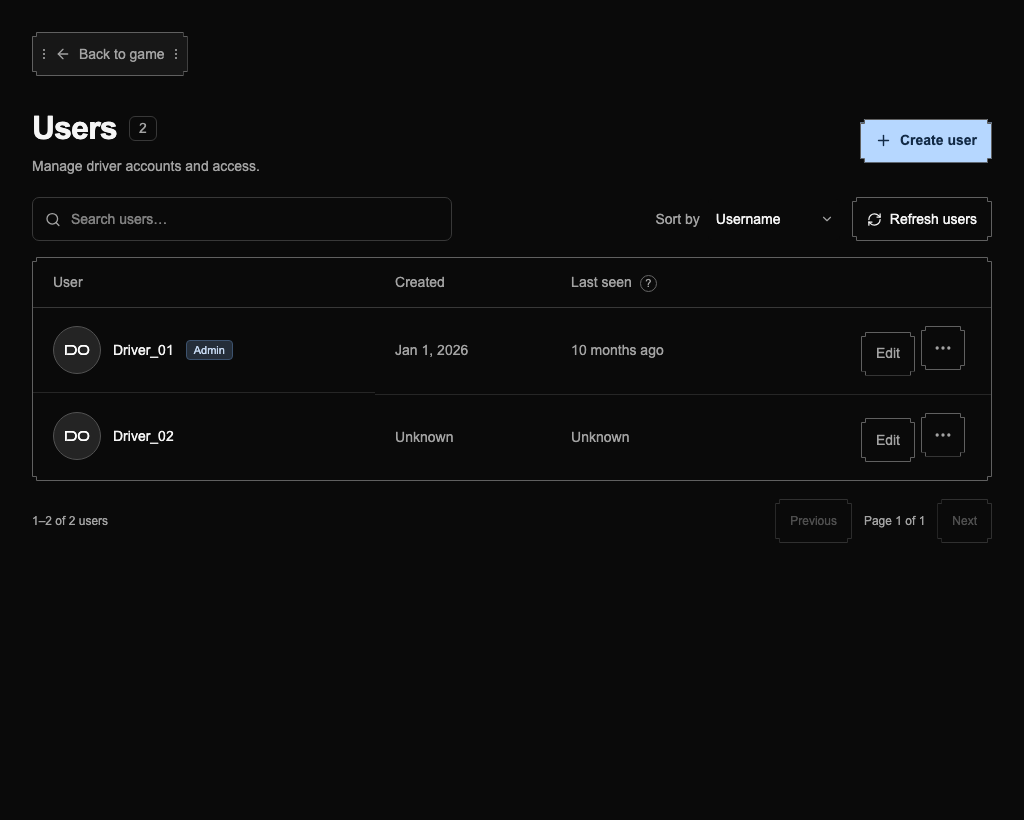 Back to game
Users 2
Create user
Manage driver accounts and access.
Search users…
Sort by Username
Refresh users
User Created Last seen ?
DO Driver_01 Admin Jan 1, 2026 10 months ago Edit ...
DO Driver_02 Unknown Unknown Edit ...
1–2 of 2 users Previous Page 1 of 1 Next